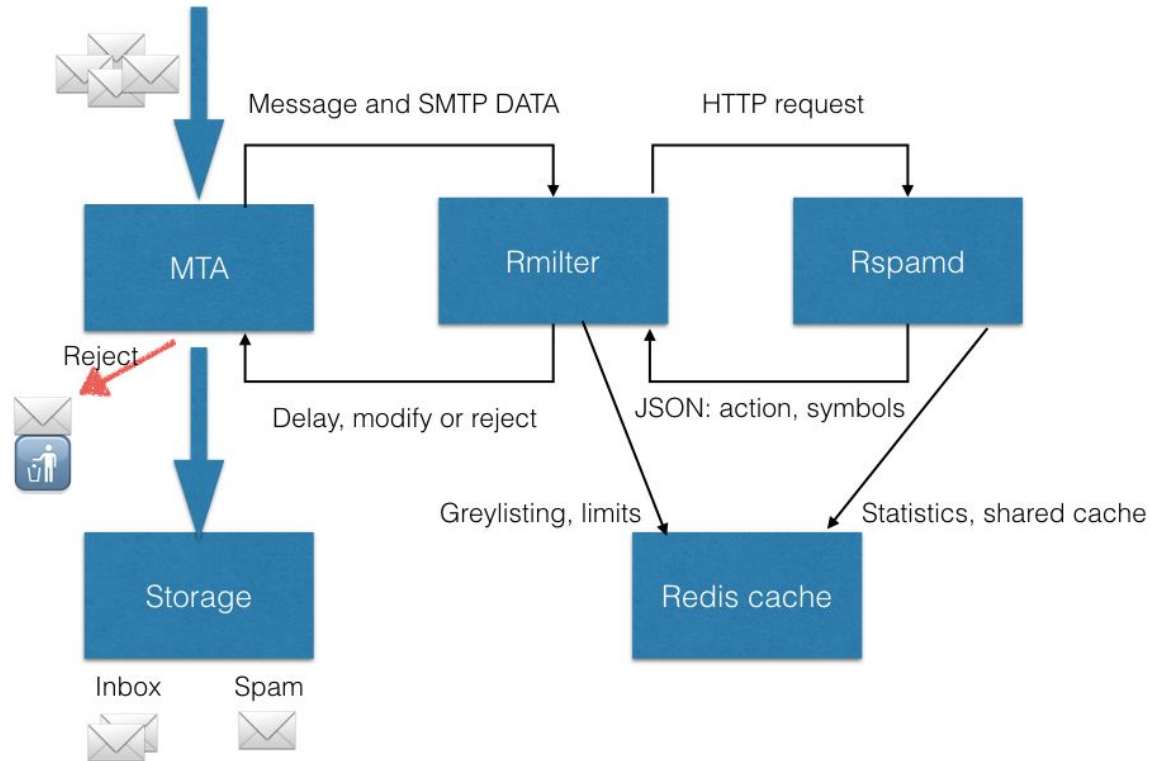 Message and SMTP DATA
HTTP request
MTA
Rmilter
Rspamd
Reject
Delay, modify or reject
JSON: action, symbols
Greylisting, limits
Statistics, shared cache
Storage
Redis cache
Inbox
Spam